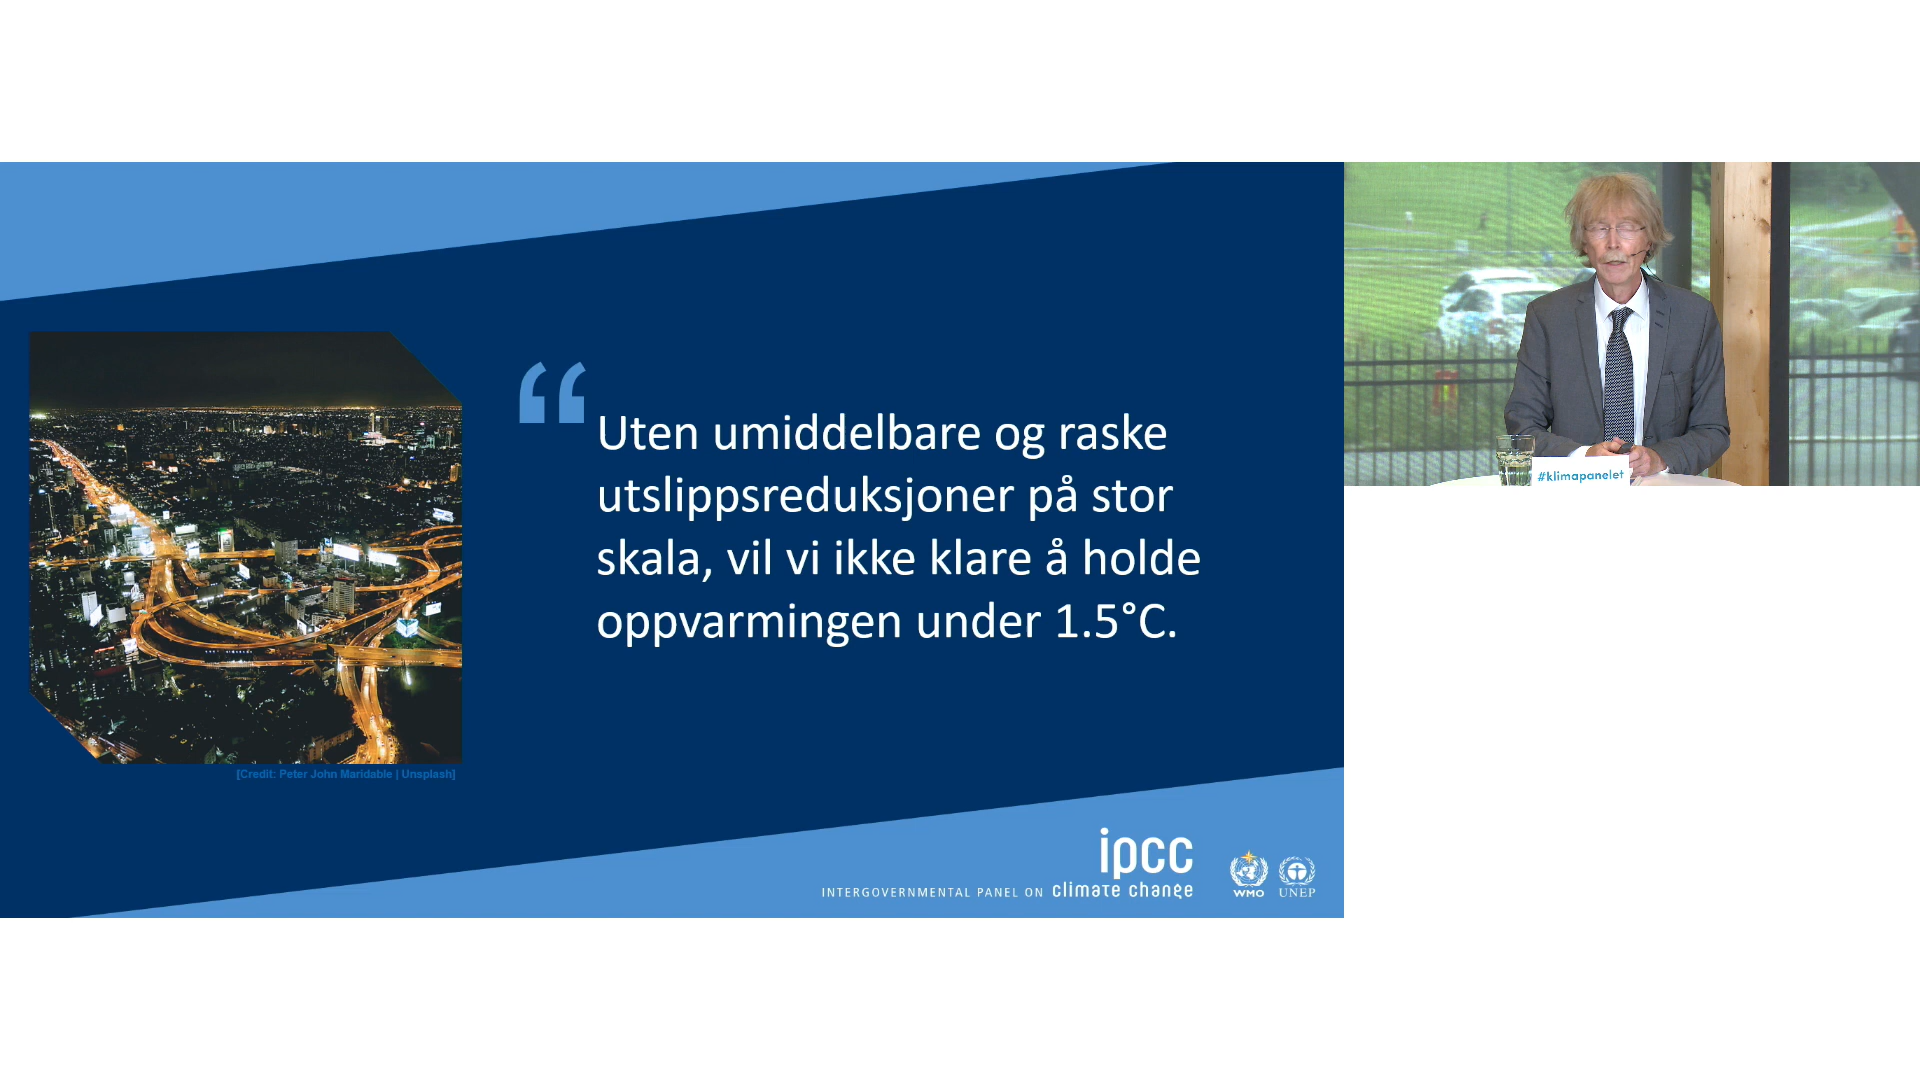 “
Uten umiddelbare og raske
utslippsreduksjoner på stor
skala, vil vi ikke klare å holde
oppvarmingen under 1.5°C.
[Credit: Peter John Maridable | Unsplash]
ipcc
INTERGOVERNMENTAL PANEL ON climate change
WMO
UNEP
#klimapanelet